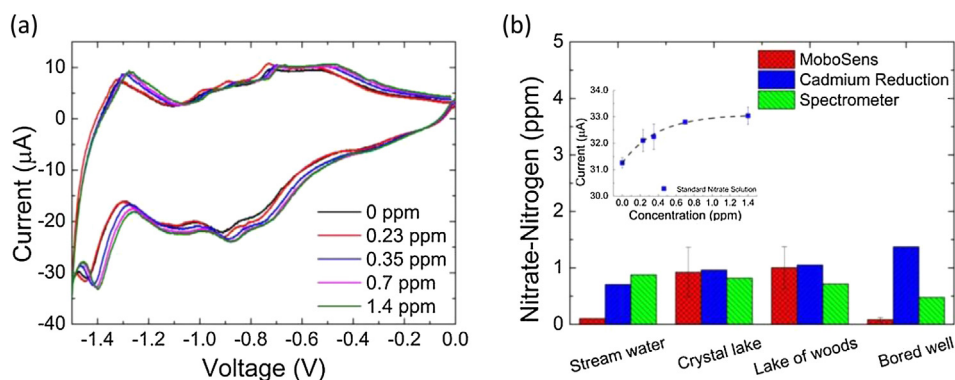 (a)
Current (μA)
10
0
-10
-20
-30
-40
0 ppm
0.23 ppm
0.35 ppm
0.7 ppm
1.4 ppm
-1.4 -1.2 -1.0 -0.8 -0.6 -0.4 -0.2 0.0
Voltage (V)
(b)
Nitrate-Nitrogen (ppm)
5
4
3
2
1
0
MoboSens
Cadmium Reduction
Spectrometer
Current (μA)
34.0
33.0
32.0
31.0
30.0
Standard Nitrate Solution
0.0 0.2 0.4 0.6 0.8 1.0 1.2 1.4
Concentration (ppm)
Stream water
Crystal lake
Lake of woods
Bored well